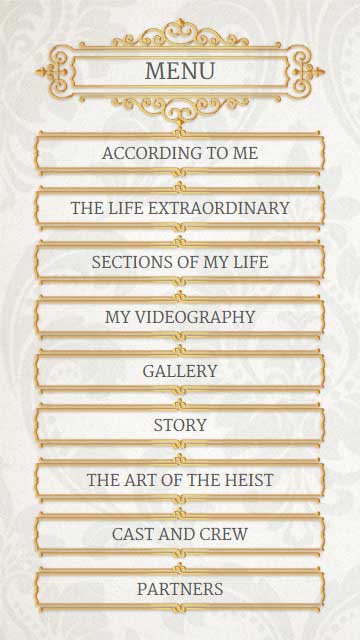 MENU
ACCORDING TO ME
THE LIFE EXTRAORDINARY
SECTIONS OF MY LIFE
MY VIDEOGRAPHY
GALLERY
STORY
THE ART OF THE HEIST
CAST AND CREW
PARTNERS